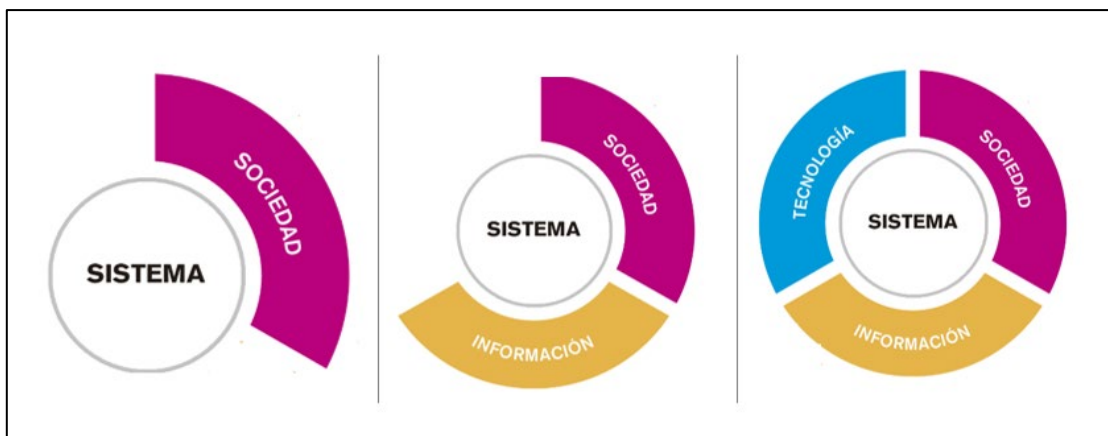 SOCIEDAD
SISTEMA
SOCIEDAD
SISTEMA
INFORMACIÓN
TECNOLOGÍA
SOCIEDAD
SISTEMA
INFORMACIÓN